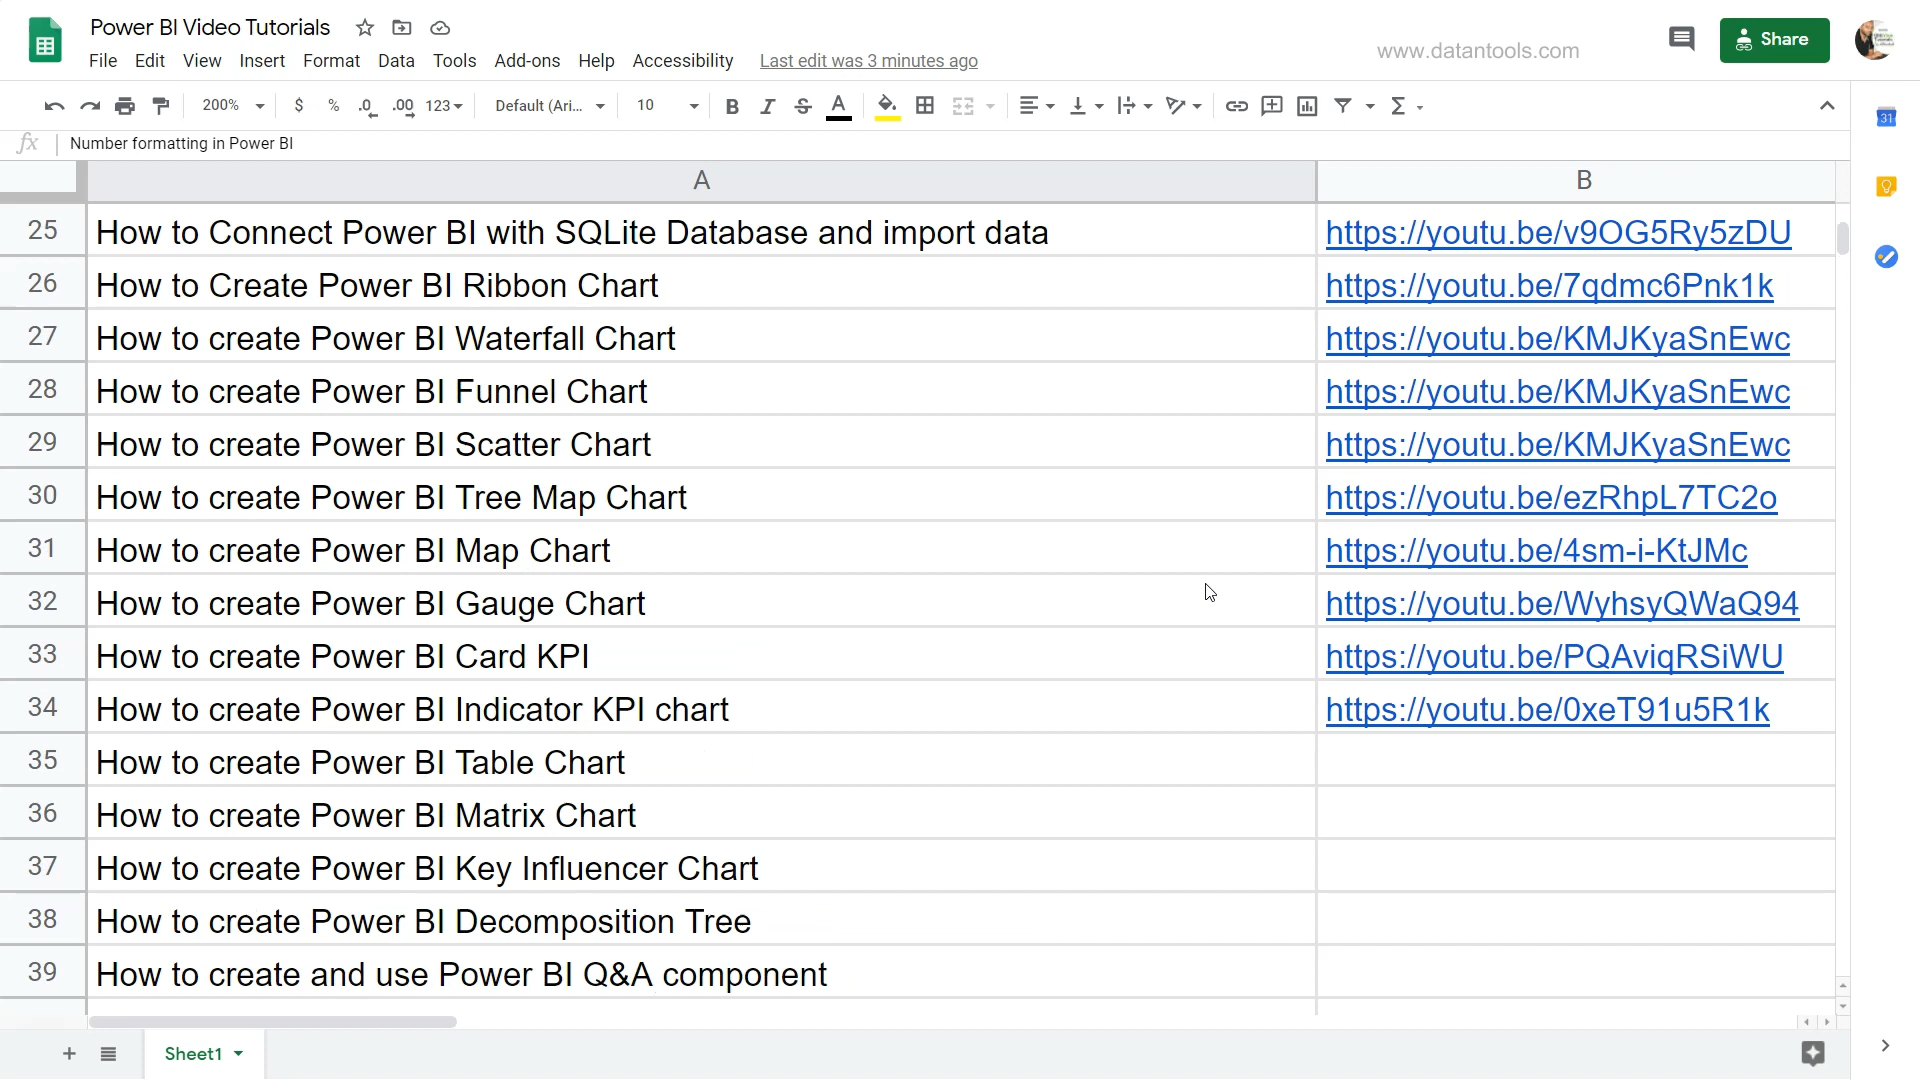 Power BI Video Tutorials
File Edit View Insert Format Data Tools Add-ons Help Accessibility Last edit was 3 minutes ago
www.datantools.com
Share
200% $ % .0 .00 123 Default (Ari... 10 B I S A Σ
31
fx Number formatting in Power BI
A B
25 How to Connect Power BI with SQLite Database and import data https://youtu.be/v9OG5Ry5zDU
26 How to Create Power BI Ribbon Chart https://youtu.be/7qdmc6Pnk1k
27 How to create Power BI Waterfall Chart https://youtu.be/KMJKyaSnEwc
28 How to create Power BI Funnel Chart https://youtu.be/KMJKyaSnEwc
29 How to create Power BI Scatter Chart https://youtu.be/KMJKyaSnEwc
30 How to create Power BI Tree Map Chart https://youtu.be/ezRhpL7TC2o
31 How to create Power BI Map Chart https://youtu.be/4sm-i-KtJMc
32 How to create Power BI Gauge Chart https://youtu.be/WyhsyQWaQ94
33 How to create Power BI Card KPI https://youtu.be/PQAviqRSiWU
34 How to create Power BI Indicator KPI chart https://youtu.be/0xeT91u5R1k
35 How to create Power BI Table Chart
36 How to create Power BI Matrix Chart
37 How to create Power BI Key Influencer Chart
38 How to create Power BI Decomposition Tree
39 How to create and use Power BI Q&A component
Sheet1